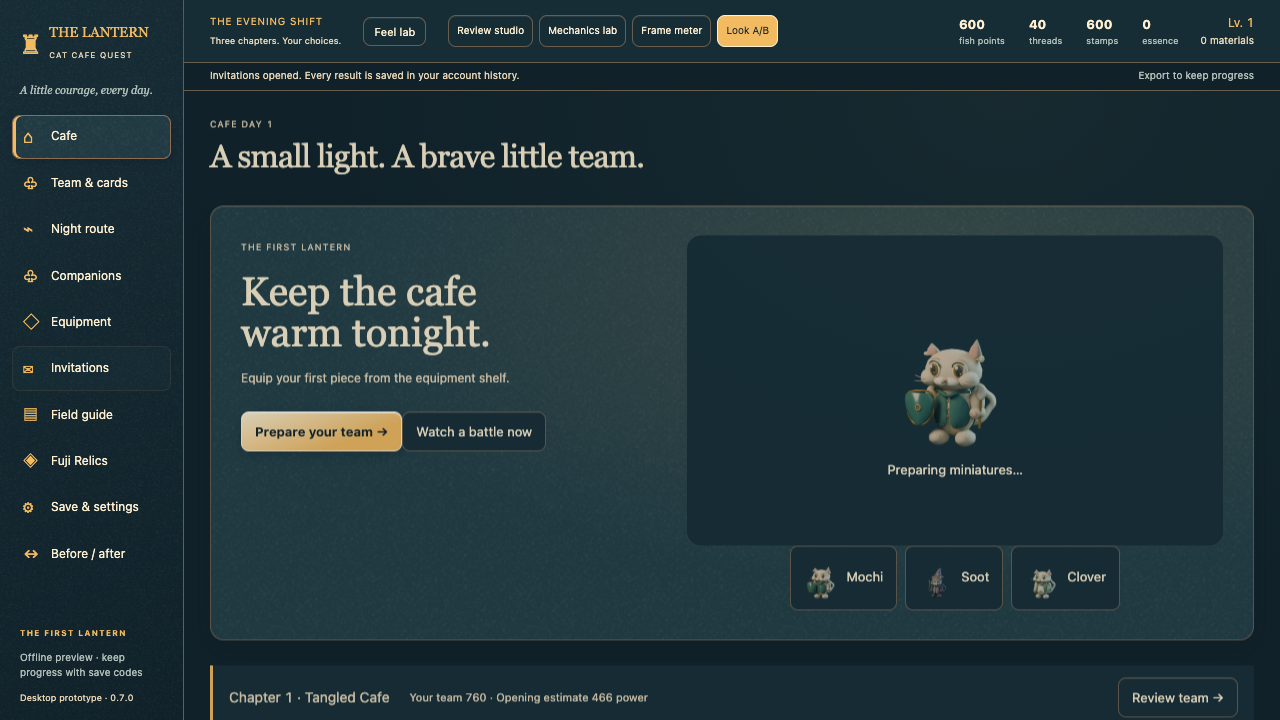 THE LANTERN
CAT CAFE QUEST
A little courage, every day.
Cafe
Team & cards
Night route
Companions
Equipment
Invitations
Field guide
Fuji Relics
Save & settings
Before / after
THE FIRST LANTERN
Offline preview · keep
progress with save codes
Desktop prototype · 0.7.0
THE EVENING SHIFT
Three chapters. Your choices.
Feel lab
Review studio
Mechanics lab
Frame meter
Look A/B
600
fish points
40
threads
600
stamps
0
essence
Lv. 1
0 materials
Invitations opened. Every result is saved in your account history.
Export to keep progress
CAFE DAY 1
A small light. A brave little team.
THE FIRST LANTERN
Keep the cafe
warm tonight.
Equip your first piece from the equipment shelf.
Prepare your team →
Watch a battle now
Preparing miniatures...
Mochi
Soot
Clover
Chapter 1 · Tangled Cafe
Your team 760 · Opening estimate 466 power
Review team →